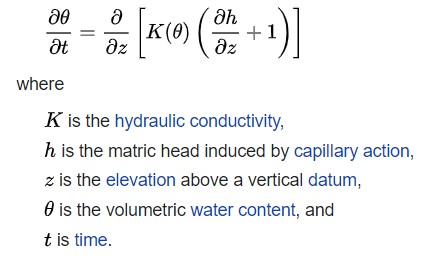 ∂θ/∂t = ∂/∂z [K(θ) (∂h/∂z + 1)]
where
K is the hydraulic conductivity,
h is the matric head induced by capillary action,
z is the elevation above a vertical datum,
θ is the volumetric water content, and
t is time.